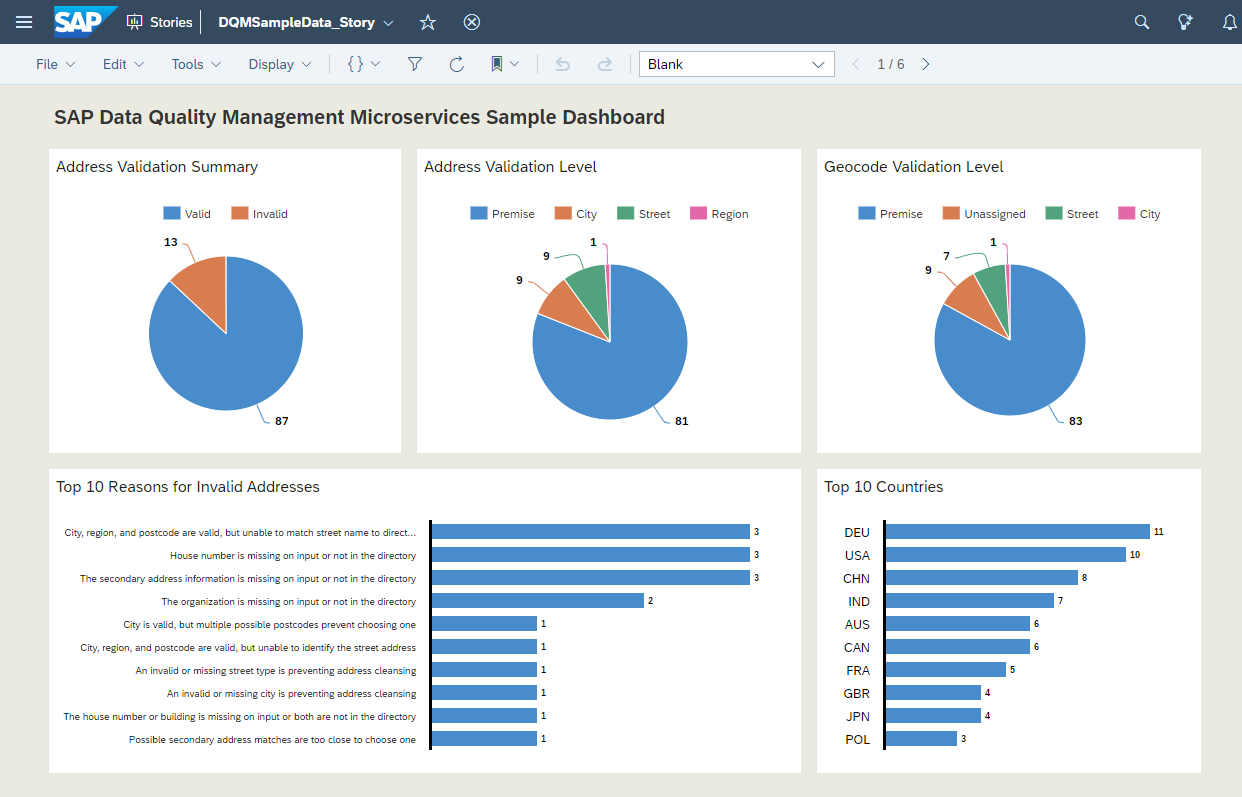 SAP Stories DQMSampleData_Story
File Edit Tools Display { } Blank 1 / 6
SAP Data Quality Management Microservices Sample Dashboard
Address Validation Summary
Valid Invalid
13
87
Address Validation Level
Premise City Street Region
1
9
9
81
Geocode Validation Level
Premise Unassigned Street City
1
7
9
83
Top 10 Reasons for Invalid Addresses
City, region, and postcode are valid, but unable to match street name to direct... 3
House number is missing on input or not in the directory 3
The secondary address information is missing on input or not in the directory 3
The organization is missing on input or not in the directory 2
City is valid, but multiple possible postcodes prevent choosing one 1
City, region, and postcode are valid, but unable to identify the street address 1
An invalid or missing street type is preventing address cleansing 1
An invalid or missing city is preventing address cleansing 1
The house number or building is missing on input or both are not in the directory 1
Possible secondary address matches are too close to choose one 1
Top 10 Countries
DEU 11
USA 10
CHN 8
IND 7
AUS 6
CAN 6
FRA 5
GBR 4
JPN 4
POL 3